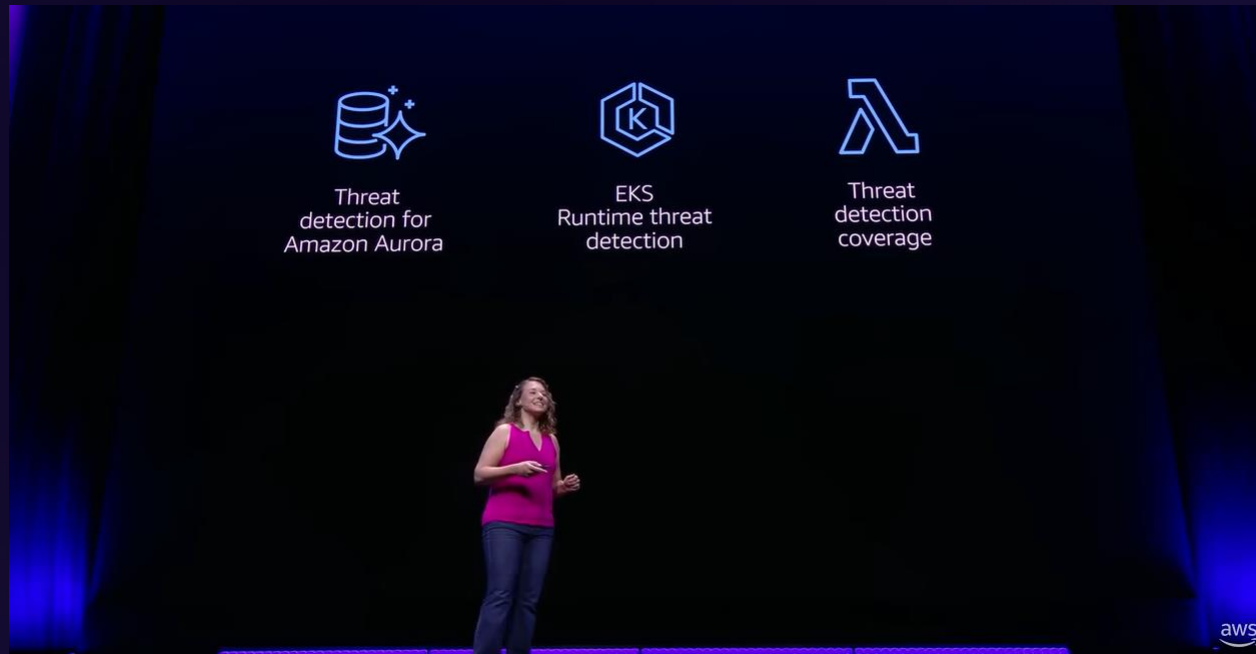 Threat
detection for
Amazon Aurora
K
EKS
Runtime threat
detection
Threat
detection
coverage
aws